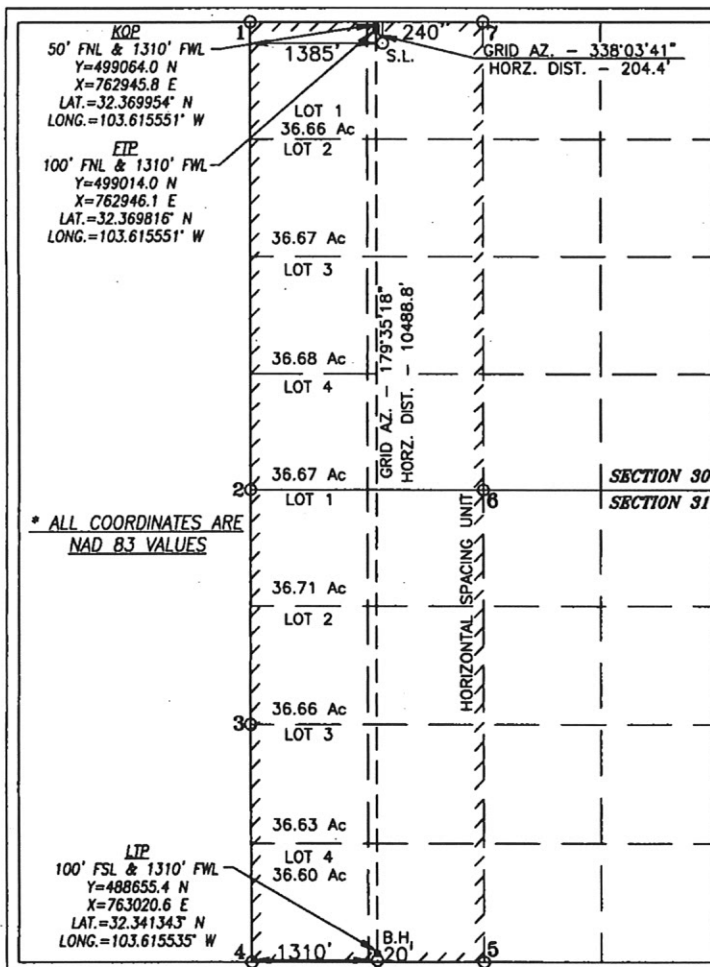 KOP
50' FNL & 1310' FWL
Y=499064.0 N
X=762945.8 E
LAT.=32.369954° N
LONG.=103.615551° W
FTP
100' FNL & 1310' FWL
Y=499014.0 N
X=762946.1 E
LAT.=32.369816° N
LONG.=103.615551° W
1
240"
7
1385'
S.L.
GRID AZ. - 338°03'41"
HORZ. DIST. - 204.4'
LOT 1
36.66 Ac
LOT 2
36.67 Ac
LOT 3
36.68 Ac
LOT 4
36.67 Ac
GRID AZ. - 179°35'18"
HORZ. DIST. - 10488.8'
2
6
SECTION 30
SECTION 31
LOT 1
* ALL COORDINATES ARE
NAD 83 VALUES
HORIZONTAL SPACING UNIT
36.71 Ac
LOT 2
36.66 Ac
3
LOT 3
36.63 Ac
LOT 4
36.60 Ac
LTP
100' FSL & 1310' FWL
Y=488655.4 N
X=763020.6 E
LAT.=32.341343° N
LONG.=103.615535° W
B.H.
4
1310'
20'
5